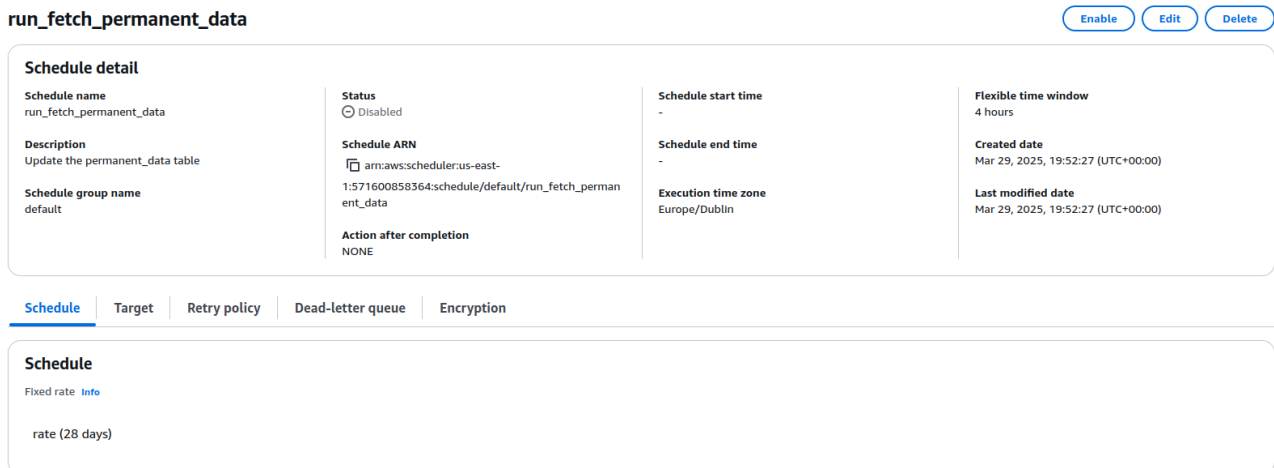 run_fetch_permanent_data
Enable
Edit
Delete
Schedule detail
Schedule name
run_fetch_permanent_data
Description
Update the permanent_data table
Schedule group name
default
Status
Disabled
Schedule ARN
arn:aws:scheduler:us-east-
1:571600858364:schedule/default/run_fetch_perman
ent_data
Action after completion
NONE
Schedule start time
-
Schedule end time
-
Execution time zone
Europe/Dublin
Flexible time window
4 hours
Created date
Mar 29, 2025, 19:52:27 (UTC+00:00)
Last modified date
Mar 29, 2025, 19:52:27 (UTC+00:00)
Schedule
Target
Retry policy
Dead-letter queue
Encryption
Schedule
Fixed rate Info
rate (28 days)